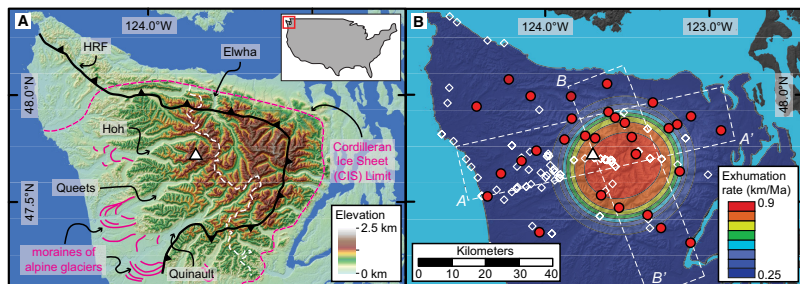 A
124.0°W
HRF
Elwha
48.0°N
Hoh
Cordilleran
Ice Sheet
(CIS) Limit
Queets
47.5°N
moraines of
alpine glaciers
Quinault
Elevation
2.5 km
0 km
B
124.0°W
123.0°W
48.0°N
B
A'
A
47.5°N
B'
Kilometers
0 10 20 30 40
Exhumation
rate (km/Ma)
0.9
0.25